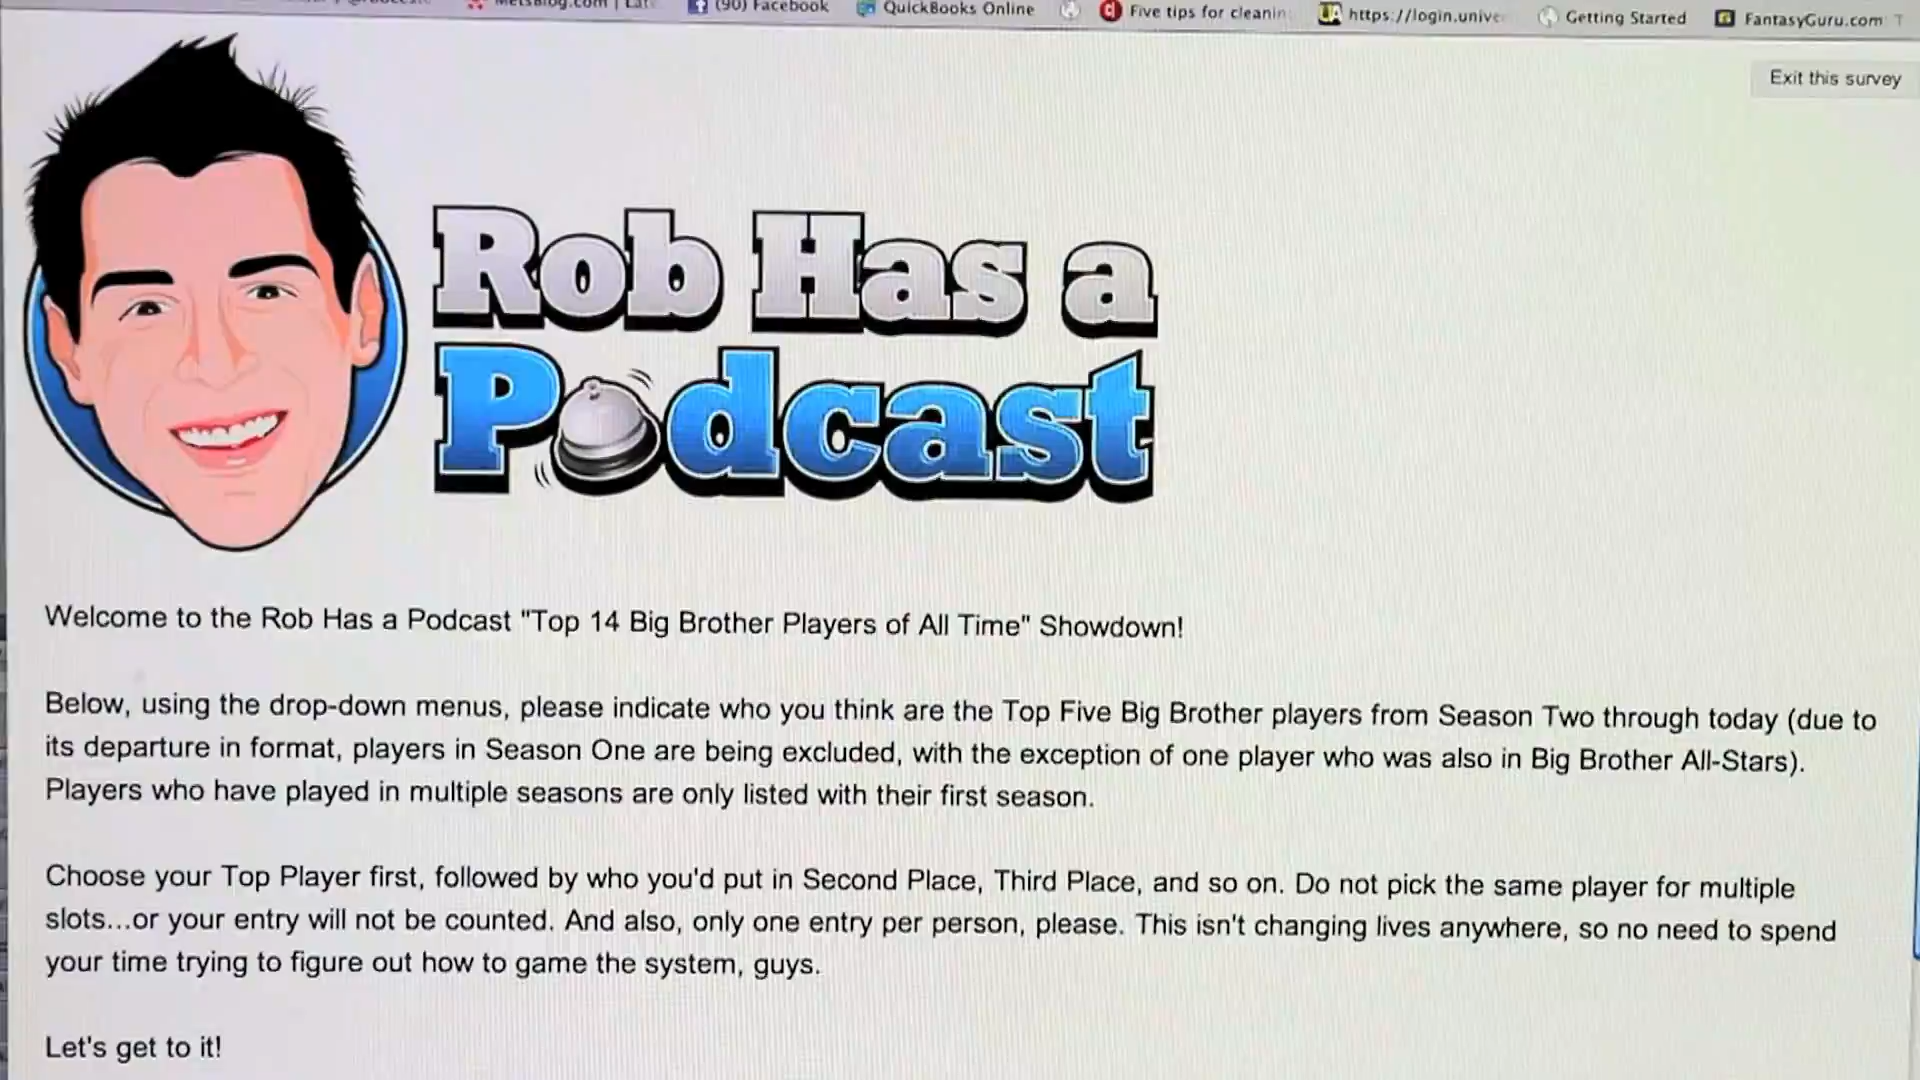 MetsBlog.com | Lat
(90) Facebook
QuickBooks Online
Five tips for cleanin
https://login.unive
Getting Started
FantasyGuru.com T
Exit this survey
Rob Has a
Podcast
Welcome to the Rob Has a Podcast "Top 14 Big Brother Players of All Time" Showdown!
Below, using the drop-down menus, please indicate who you think are the Top Five Big Brother players from Season Two through today (due to
its departure in format, players in Season One are being excluded, with the exception of one player who was also in Big Brother All-Stars).
Players who have played in multiple seasons are only listed with their first season.
Choose your Top Player first, followed by who you'd put in Second Place, Third Place, and so on. Do not pick the same player for multiple
slots...or your entry will not be counted. And also, only one entry per person, please. This isn't changing lives anywhere, so no need to spend
your time trying to figure out how to game the system, guys.
Let's get to it!